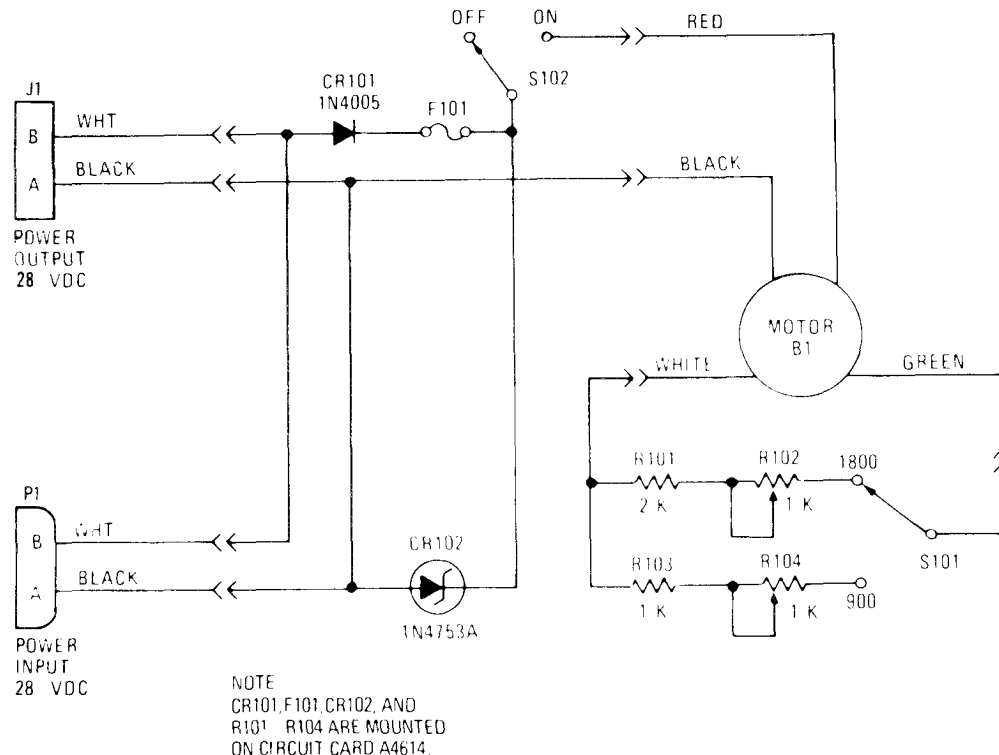 OFF ON RED
S102
CR101
1N4005
F101
J1
B WHT
A BLACK
BLACK
POWER
OUTPUT
28 VDC
MOTOR
B1
WHITE
GREEN
R101 R102 1800
2 K 1 K
S101
R103 R104
1 K 1 K 900
P1
B WHT
A BLACK
CR102
1N4753A
POWER
INPUT
28 VDC
NOTE
CR101, F101, CR102, AND
R101 R104 ARE MOUNTED
ON CIRCUIT CARD A4614.